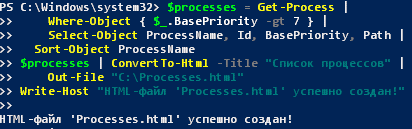 PS C:\Windows\system32> $processes = Get-Process |
>>     Where-Object { $_.BasePriority -gt 7 } |
>>     Select-Object ProcessName, Id, BasePriority, Path |
>>   Sort-Object ProcessName
>> $processes | ConvertTo-Html -Title "Список процессов" |
>>     Out-File "C:\Processes.html"
>> Write-Host "HTML-файл 'Processes.html' успешно создан!"
>>
HTML-файл 'Processes.html' успешно создан!